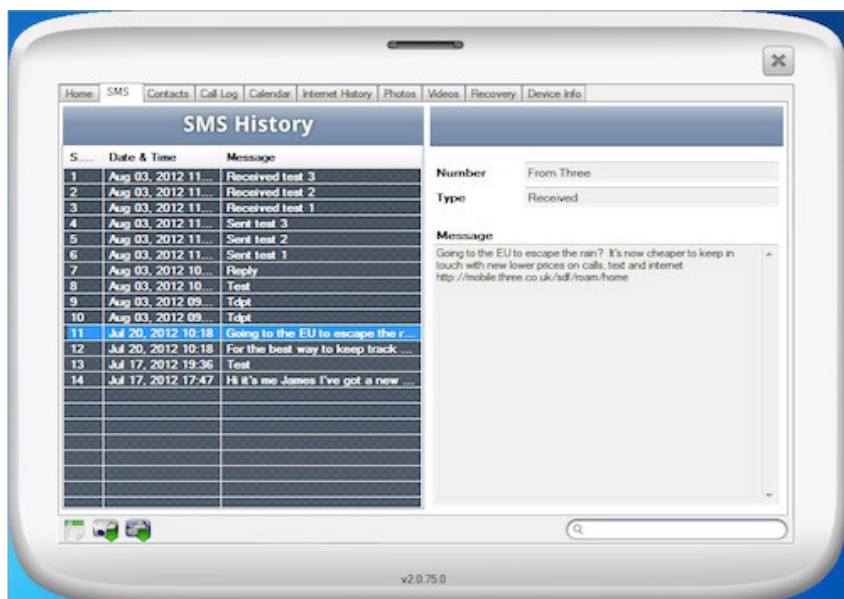 Home SMS Contacts Call Log Calendar Internet History Photos Videos Recovery Device Info
SMS History
S.... Date & Time Message
1 Aug 03, 2012 11... Received test 3
2 Aug 03, 2012 11... Received test 2
3 Aug 03, 2012 11... Received test 1
4 Aug 03, 2012 11... Sent test 3
5 Aug 03, 2012 11... Sent test 2
6 Aug 03, 2012 11... Sent test 1
7 Aug 03, 2012 10... Reply
8 Aug 03, 2012 10... Test
9 Aug 03, 2012 09... Tdpt
10 Aug 03, 2012 09... Tdpt
11 Jul 20, 2012 10:18 Going to the EU to escape the r...
12 Jul 20, 2012 10:18 For the best way to keep track ...
13 Jul 17, 2012 19:36 Test
14 Jul 17, 2012 17:47 Hi it's me James I've got a new ...
Number From Three
Type Received
Message
Going to the EU to escape the rain? It's now cheaper to keep in
touch with new lower prices on calls, text and internet
http://mobile.three.co.uk/sdf/roam/home
v2.0.75.0